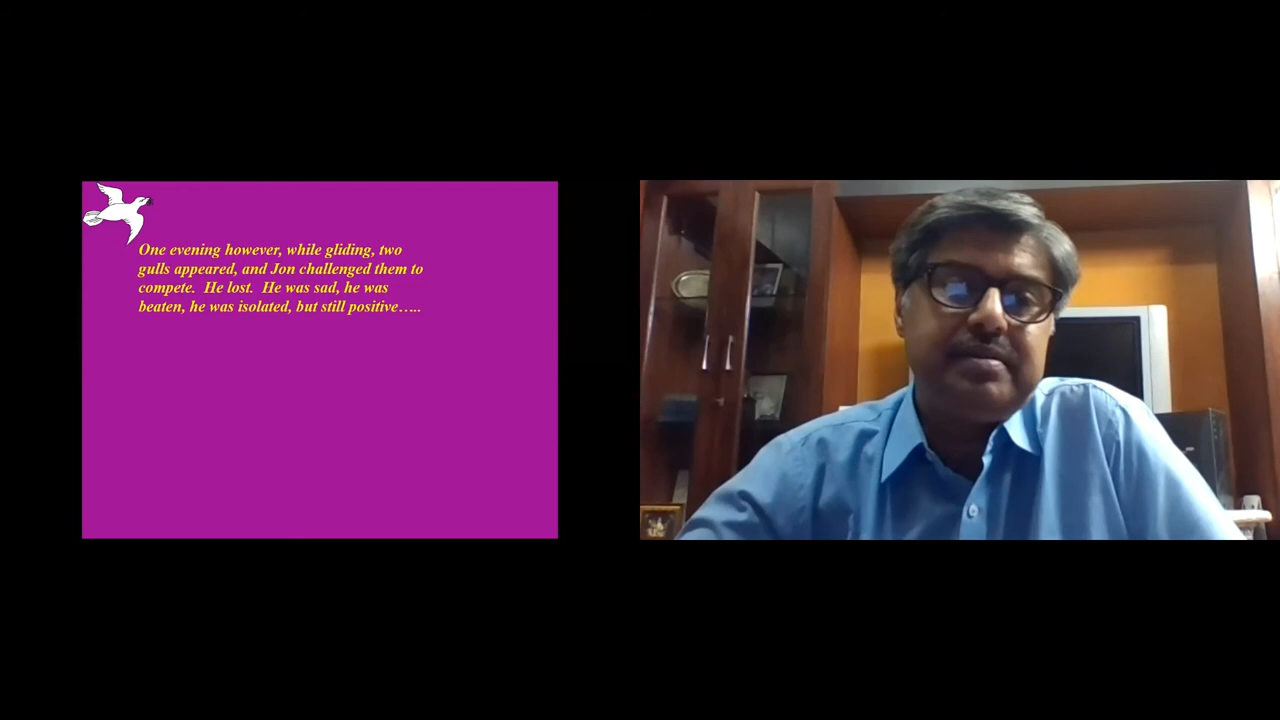 One evening however, while gliding, two
gulls appeared, and Jon challenged them to
compete.  He lost.  He was sad, he was
beaten, he was isolated, but still positive…..